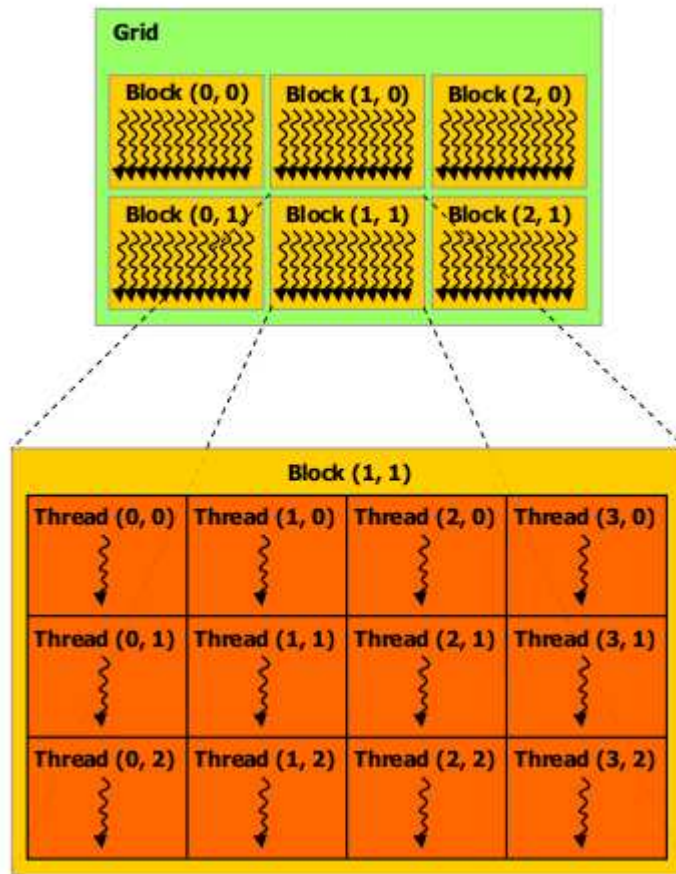 Grid
Block (0, 0) Block (1, 0) Block (2, 0)
Block (0, 1) Block (1, 1) Block (2, 1)
Block (1, 1)
Thread (0, 0) Thread (1, 0) Thread (2, 0) Thread (3, 0)
Thread (0, 1) Thread (1, 1) Thread (2, 1) Thread (3, 1)
Thread (0, 2) Thread (1, 2) Thread (2, 2) Thread (3, 2)